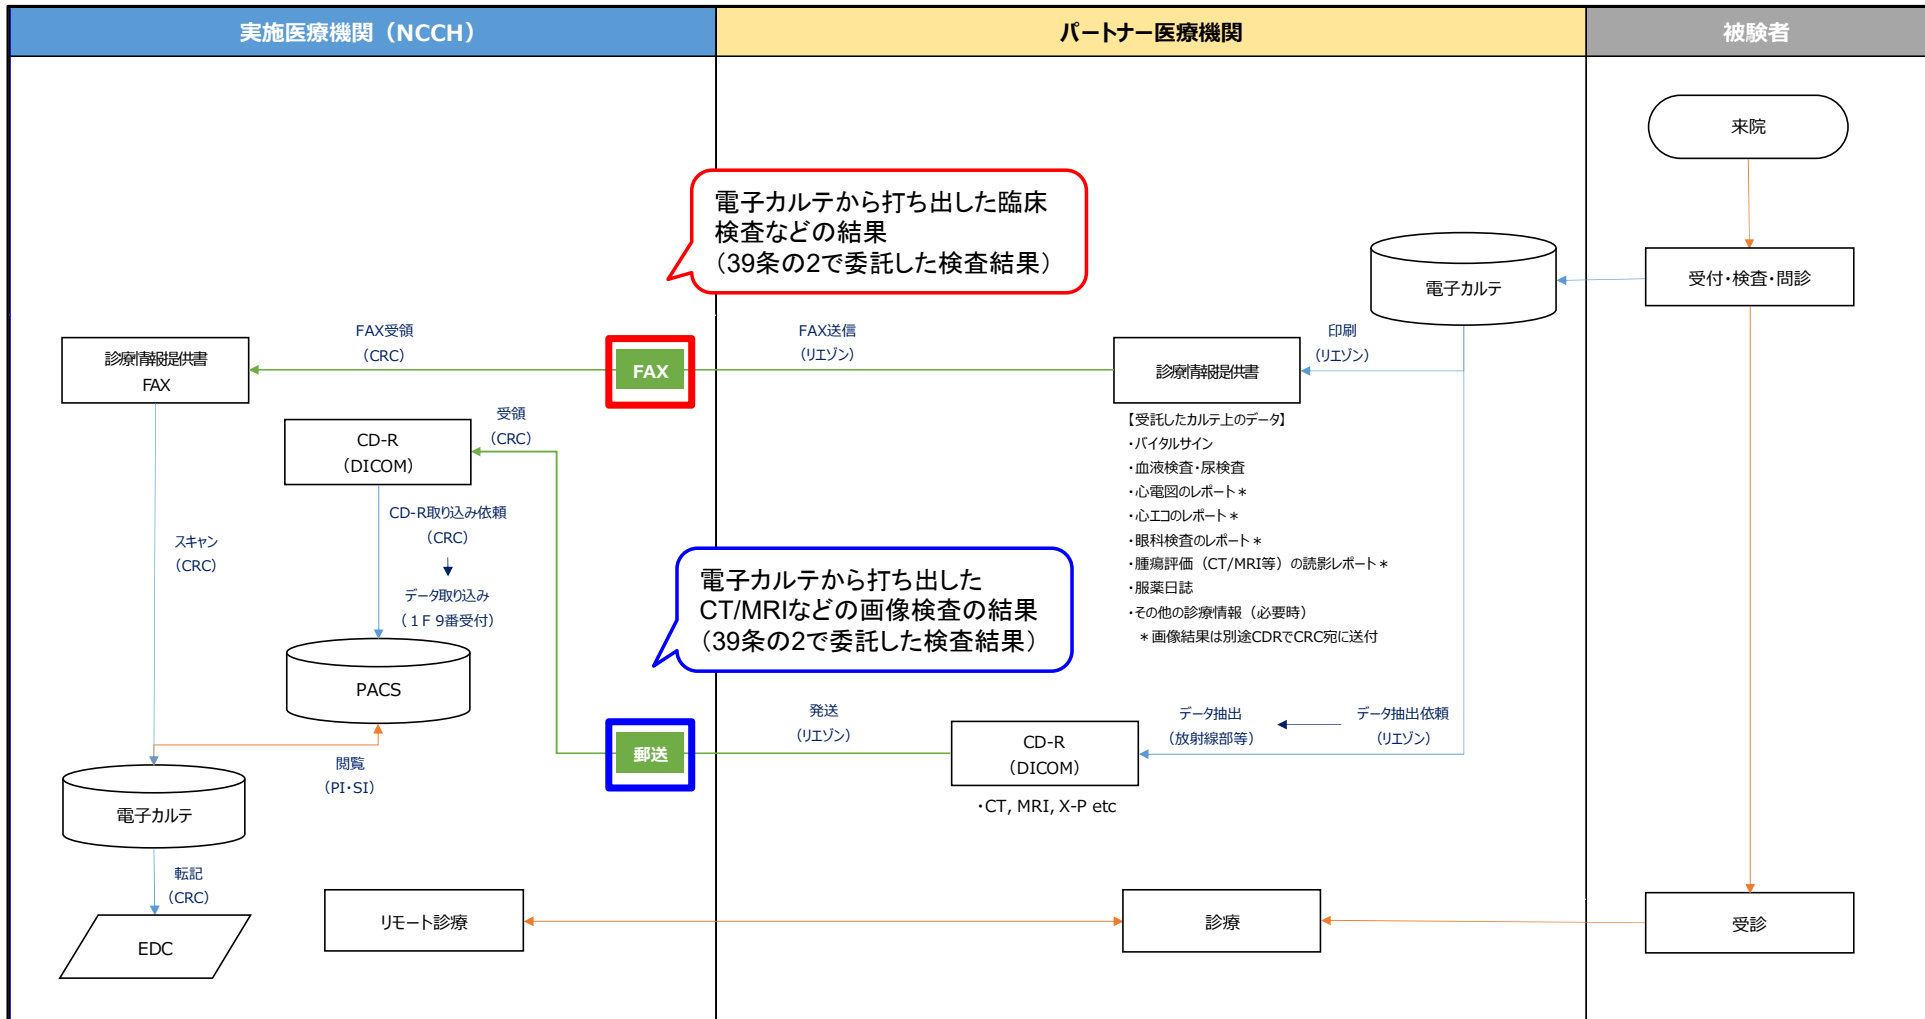 実施医療機関（NCCH）
パートナー医療機関
被験者
来院
電子カルテから打ち出した臨床
検査などの結果
（39条の2で委託した検査結果）
電子カルテ
受付・検査・問診
FAX受領
（CRC）
FAX送信
（リエゾン）
印刷
（リエゾン）
診療情報提供書
FAX
FAX
診療情報提供書
【受託したカルテ上のデータ】
・バイタルサイン
・血液検査・尿検査
・心電図のレポート＊
・心エコのレポート＊
・眼科検査のレポート＊
・腫瘍評価（CT/MRI等）の読影レポート＊
・服薬日誌
・その他の診療情報（必要時）
＊画像結果は別途CDRでCRC宛に送付
受領
（CRC）
CD-R
（DICOM）
CD-R取り込み依頼
（CRC）
データ取り込み
（1F 9番受付）
スキャン
（CRC）
電子カルテから打ち出した
CT/MRIなどの画像検査の結果
（39条の2で委託した検査結果）
PACS
発送
（リエゾン）
データ抽出
（放射線部等）
データ抽出依頼
（リエゾン）
郵送
CD-R
（DICOM）
・CT, MRI, X-P etc
閲覧
（PI・SI）
電子カルテ
転記
（CRC）
EDC
リモート診療
診療
受診